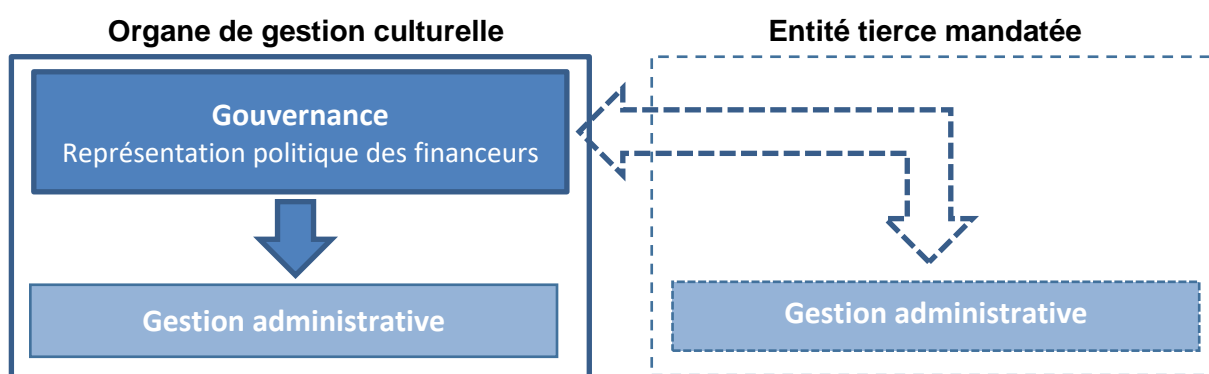 Organe de gestion culturelle
Entité tierce mandatée
Gouvernance
Représentation politique des financeurs
Gestion administrative
Gestion administrative